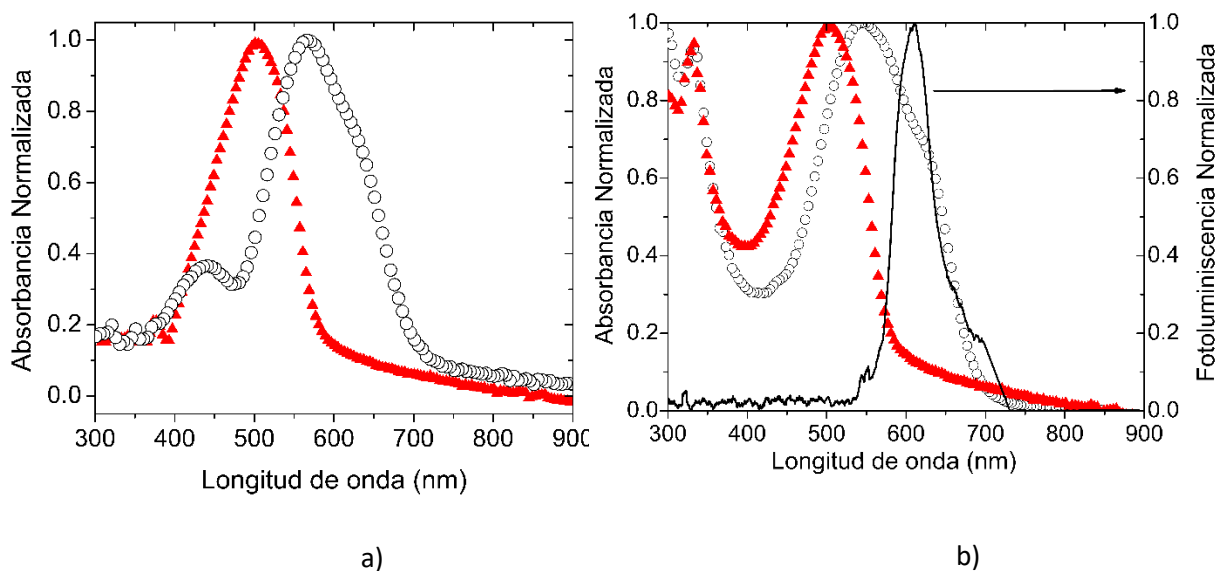 1.0
0.8
0.6
0.4
0.2
0.0
Absorbancia Normalizada
300 400 500 600 700 800 900
Longitud de onda (nm)
a)
1.0
0.8
0.6
0.4
0.2
0.0
Absorbancia Normalizada
300 400 500 600 700 800 900
Longitud de onda (nm)
1.0
0.8
0.6
0.4
0.2
0.0
Fotoluminiscencia Normalizada
b)